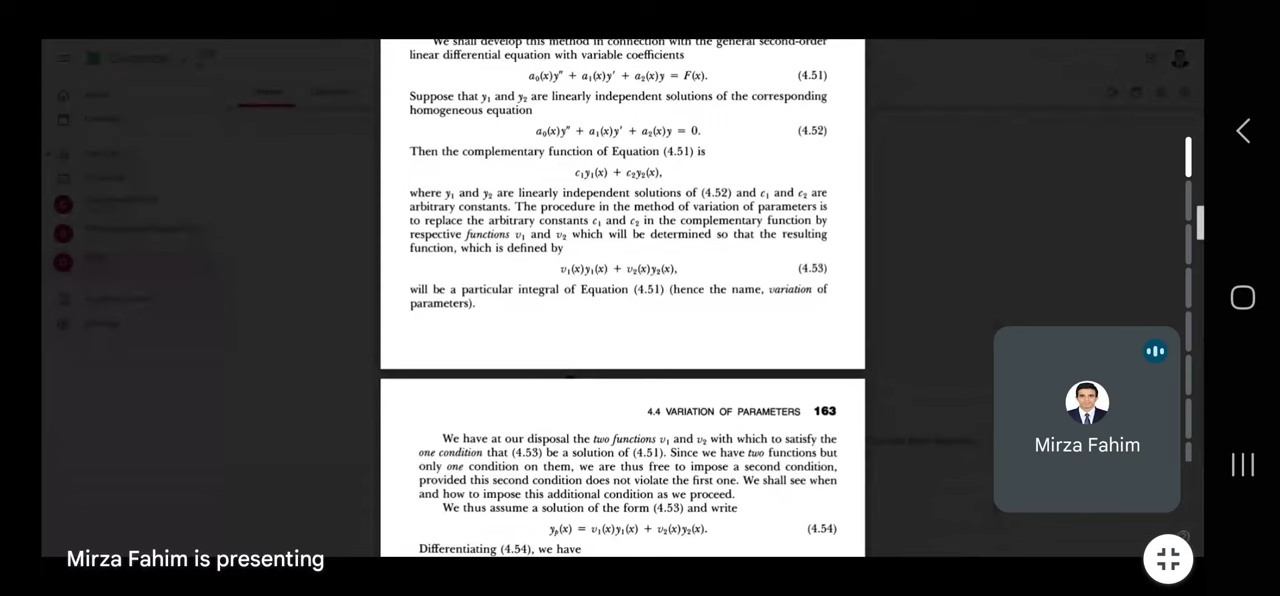 We shall develop this method in connection with the general second-order
linear differential equation with variable coefficients
a₀(x)y″ + a₁(x)y′ + a₂(x)y = F(x). (4.51)
Suppose that y₁ and y₂ are linearly independent solutions of the corresponding
homogeneous equation
a₀(x)y″ + a₁(x)y′ + a₂(x)y = 0. (4.52)
Then the complementary function of Equation (4.51) is
c₁y₁(x) + c₂y₂(x),
where y₁ and y₂ are linearly independent solutions of (4.52) and c₁ and c₂ are
arbitrary constants. The procedure in the method of variation of parameters is
to replace the arbitrary constants c₁ and c₂ in the complementary function by
respective functions v₁ and v₂ which will be determined so that the resulting
function, which is defined by
v₁(x)y₁(x) + v₂(x)y₂(x), (4.53)
will be a particular integral of Equation (4.51) (hence the name, variation of
parameters).
4.4 VARIATION OF PARAMETERS 163
We have at our disposal the two functions v₁ and v₂ with which to satisfy the
one condition that (4.53) be a solution of (4.51). Since we have two functions but
only one condition on them, we are thus free to impose a second condition,
provided this second condition does not violate the first one. We shall see when
and how to impose this additional condition as we proceed.
We thus assume a solution of the form (4.53) and write
yₚ(x) = v₁(x)y₁(x) + v₂(x)y₂(x). (4.54)
Differentiating (4.54), we have
Mirza Fahim
Mirza Fahim is presenting